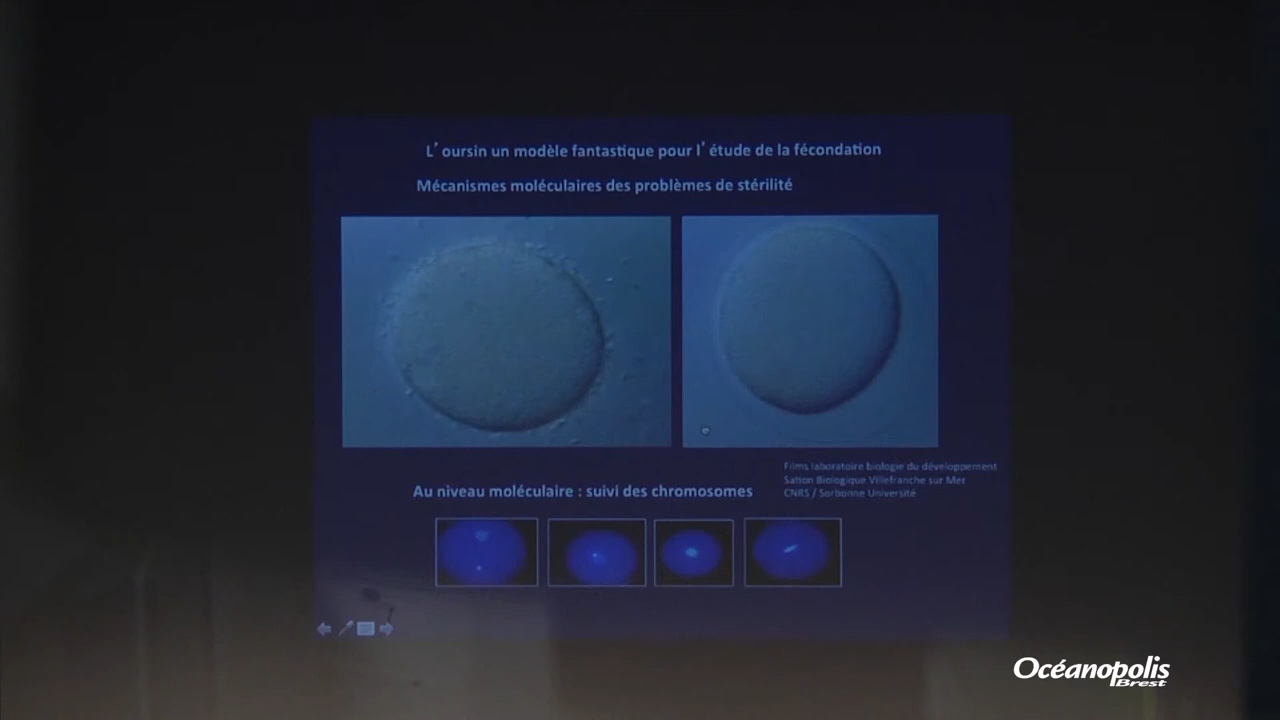 L' oursin un modèle fantastique pour l' étude de la fécondation
Mécanismes moléculaires des problèmes de stérilité
Films laboratoire biologie du développement
Sation Biologique Villefranche sur Mer
CNRS / Sorbonne Université
Au niveau moléculaire : suivi des chromosomes
Océanopolis
Brest